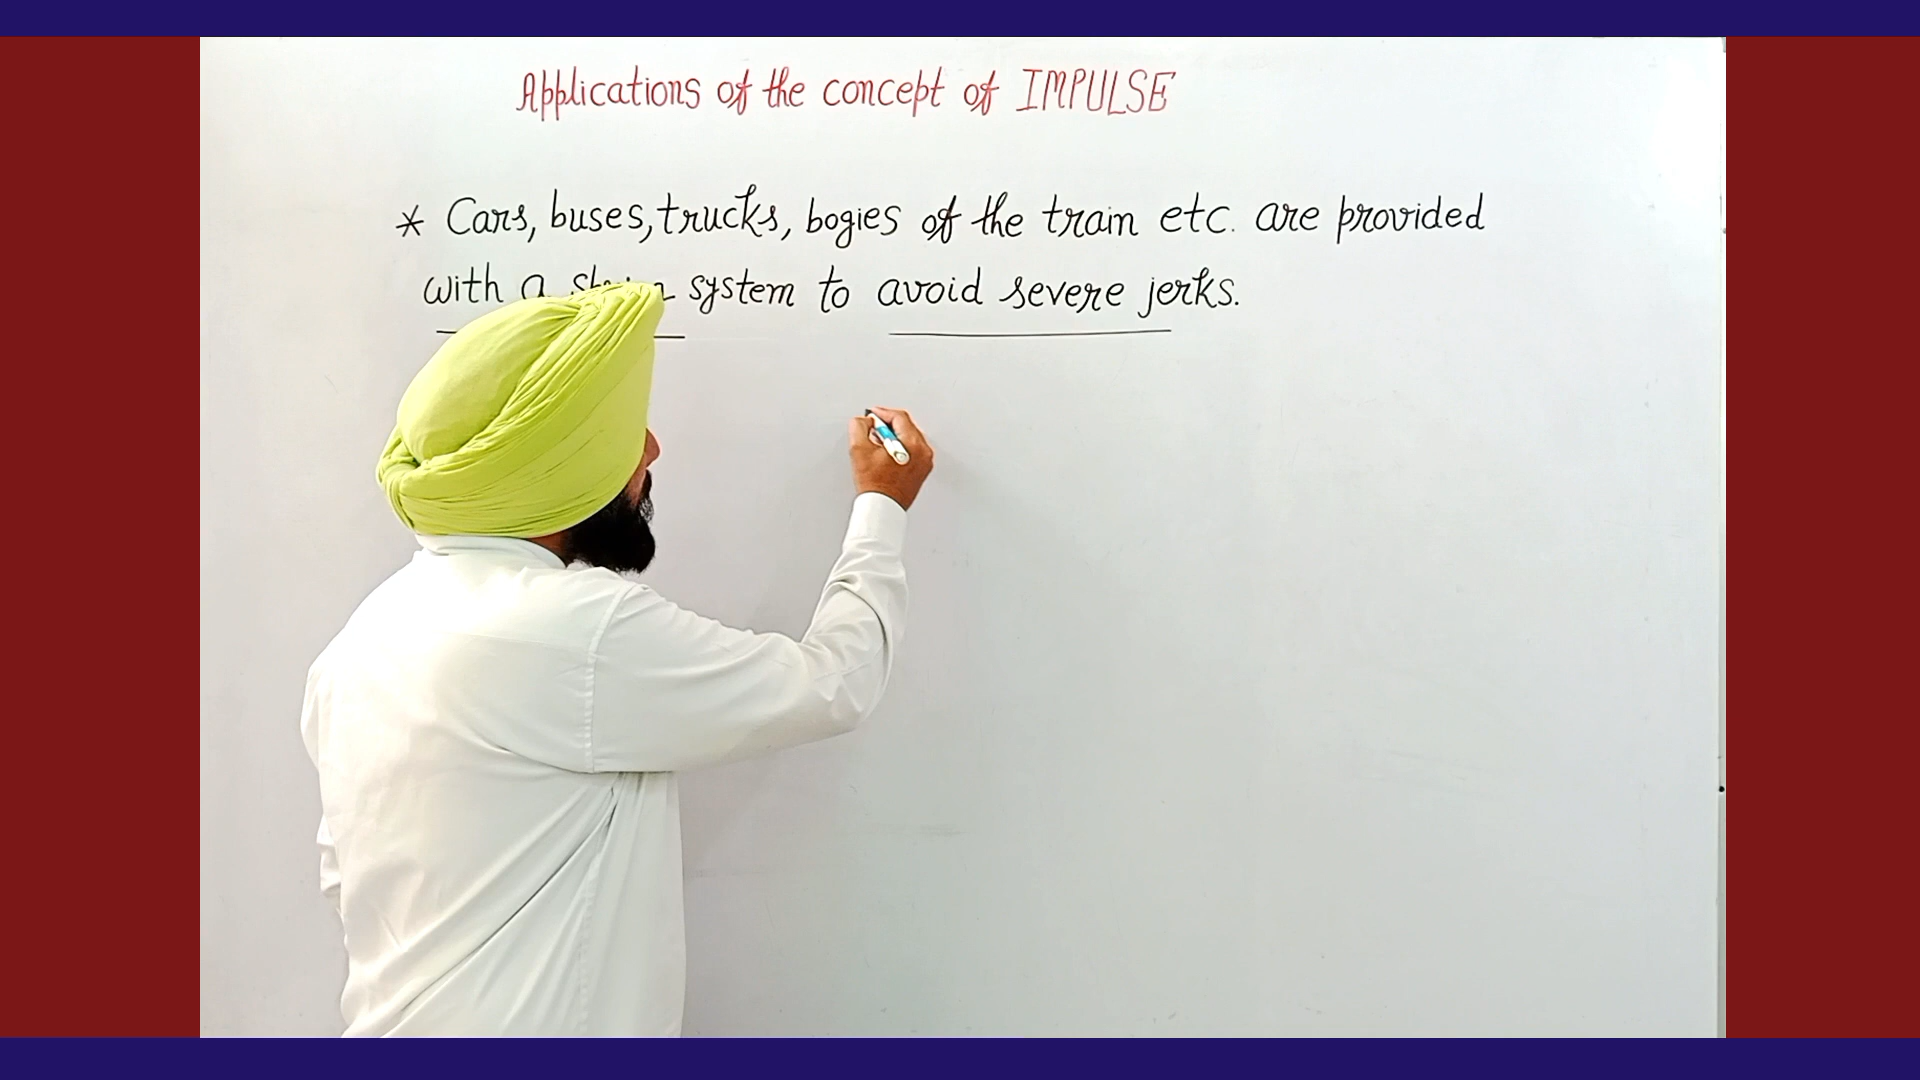 Applications of the concept of IMPULSE
* Cars, buses, trucks, bogies of the train etc. are provided
with a system to avoid severe jerks.